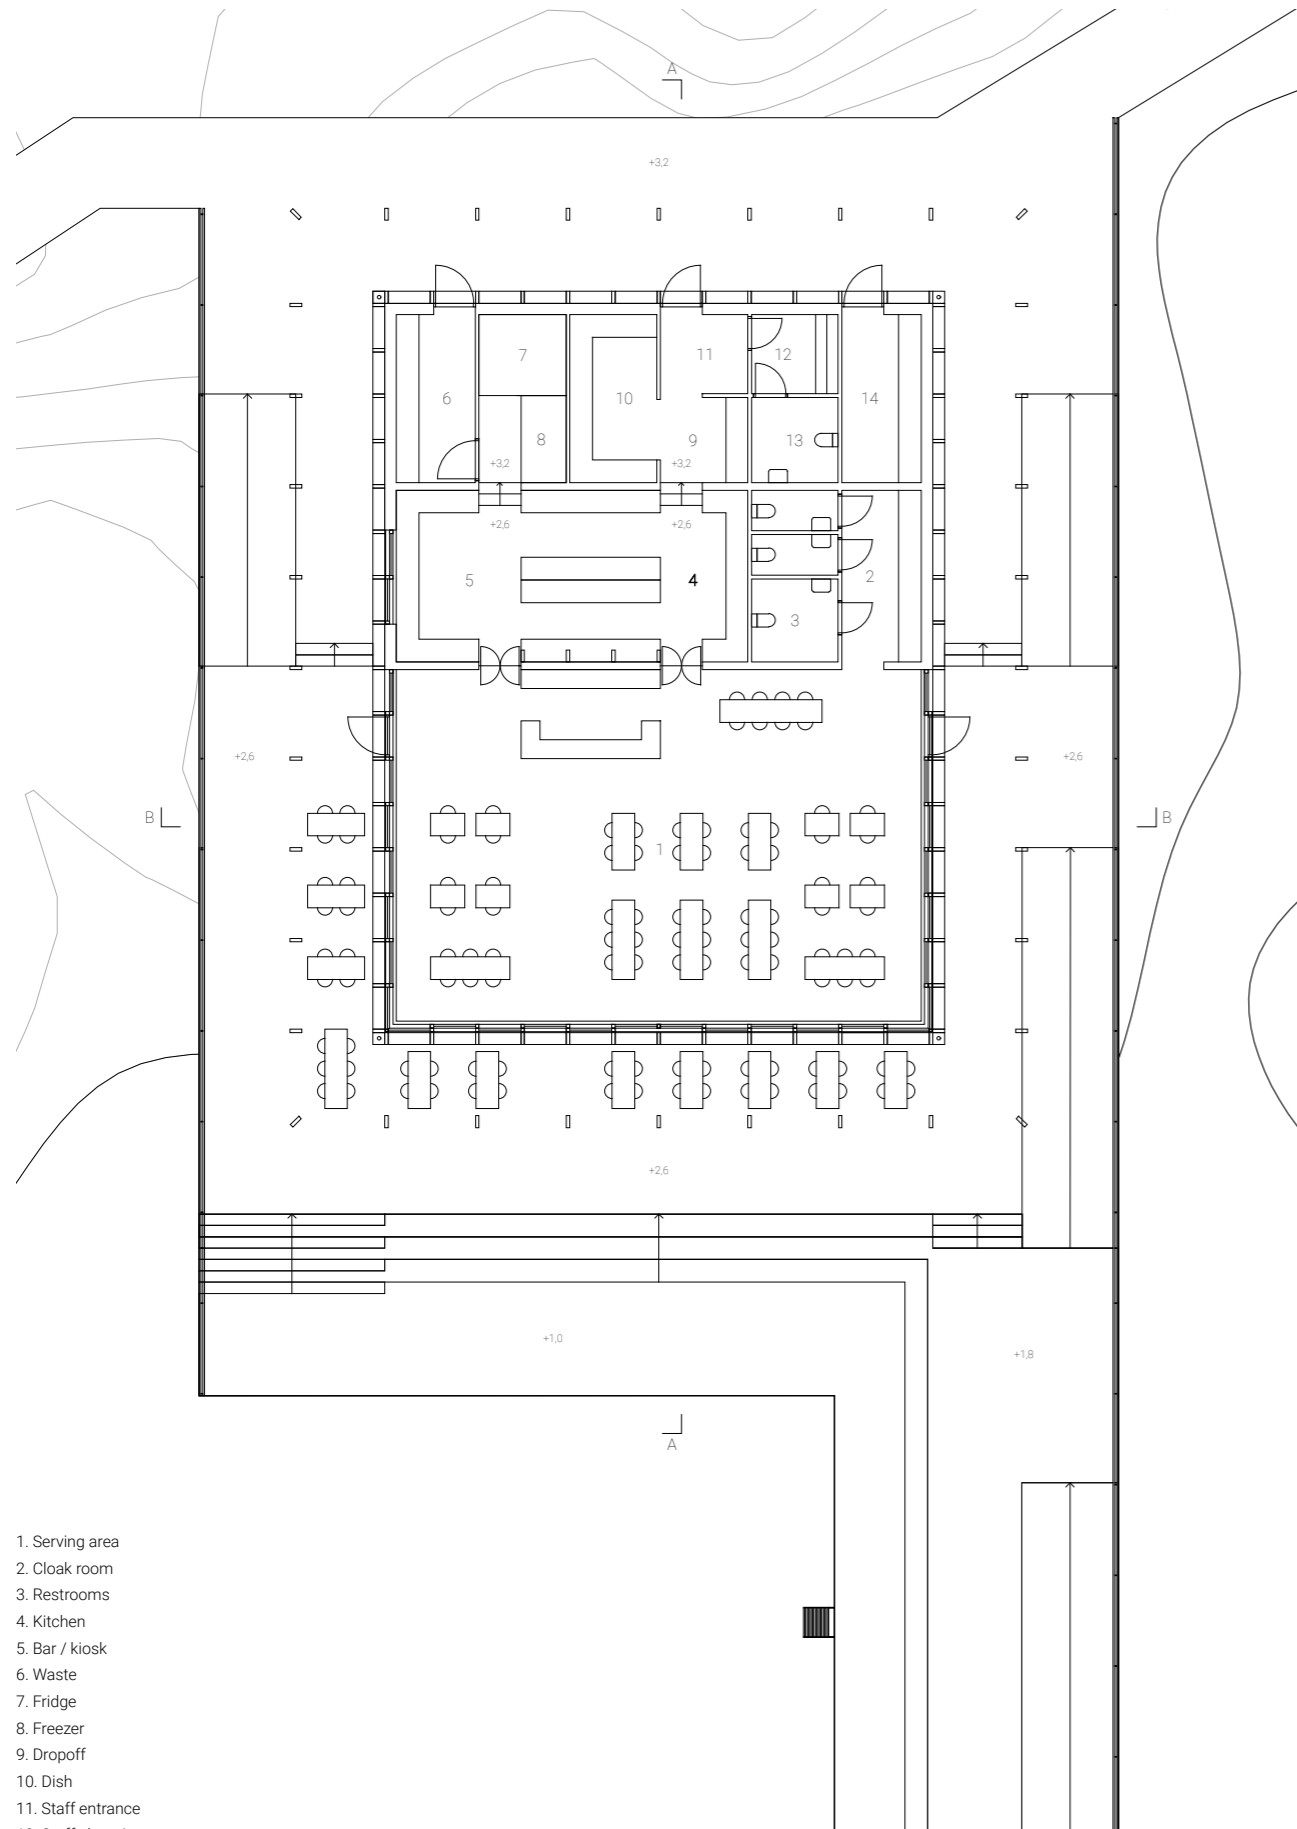 A
+3,2
7
11
12
6
10
14
8
9
13
+3,2
+3,2
+2,6
+2,6
5
4
2
3
+2,6
+2,6
B
B
1
+2,6
+1,0
+1,8
A
1. Serving area
2. Cloak room
3. Restrooms
4. Kitchen
5. Bar / kiosk
6. Waste
7. Fridge
8. Freezer
9. Dropoff
10. Dish
11. Staff entrance